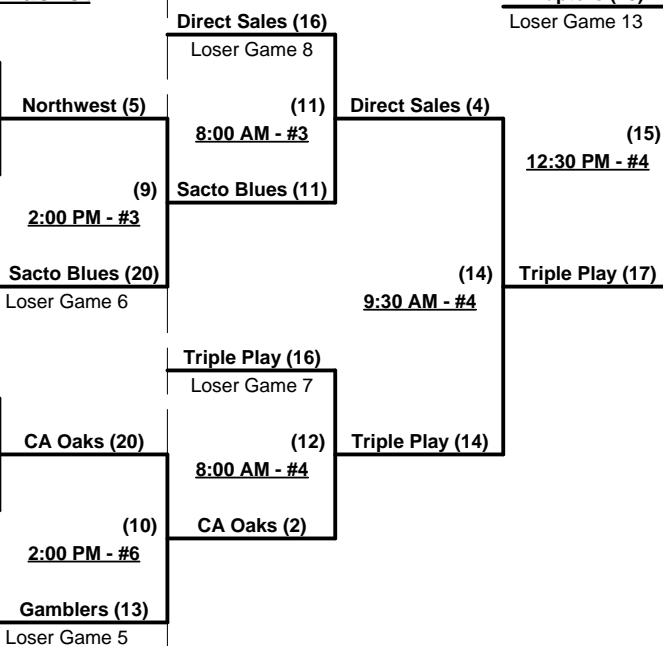 Direct Sales (16)
Loser Game 8
Loser Game 13
Northwest (5)
(11)
8:00 AM - #3
Direct Sales (4)
(15)
12:30 PM - #4
(9)
2:00 PM - #3
Sacto Blues (11)
Sacto Blues (20)
Loser Game 6
(14)
9:30 AM - #4
Triple Play (17)
Triple Play (16)
Loser Game 7
CA Oaks (20)
(12)
8:00 AM - #4
Triple Play (14)
(10)
2:00 PM - #6
CA Oaks (2)
Gamblers (13)
Loser Game 5